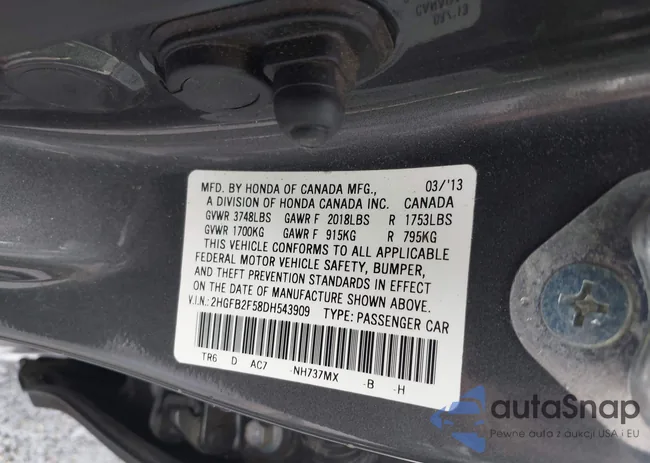 MFD. BY HONDA OF CANADA MFG., 03/'13
A DIVISION OF HONDA CANADA INC. CANADA
GVWR 3748LBS GAWR F 2018LBS R 1753LBS
GVWR 1700KG GAWR F 915KG R 795KG
THIS VEHICLE CONFORMS TO ALL APPLICABLE
FEDERAL MOTOR VEHICLE SAFETY, BUMPER,
AND THEFT PREVENTION STANDARDS IN EFFECT
ON THE DATE OF MANUFACTURE SHOWN ABOVE.
V.I.N.: 2HGFB2F58DH543909 TYPE: PASSENGER CAR
TR6 D AC7 -NH737MX -B -H
autaSnap
Pewne auta z aukcji USA i EU